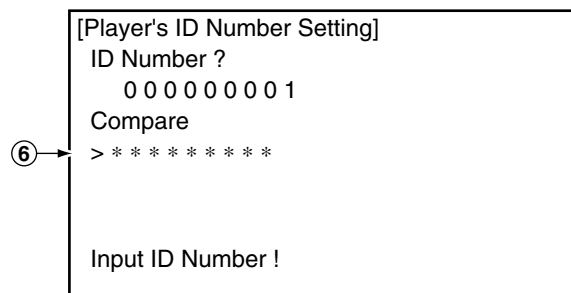 [Player's ID Number Setting]
ID Number ?
0 0 0 0 0 0 0 0 1
Compare
6
> * * * * * * * * *
Input ID Number !